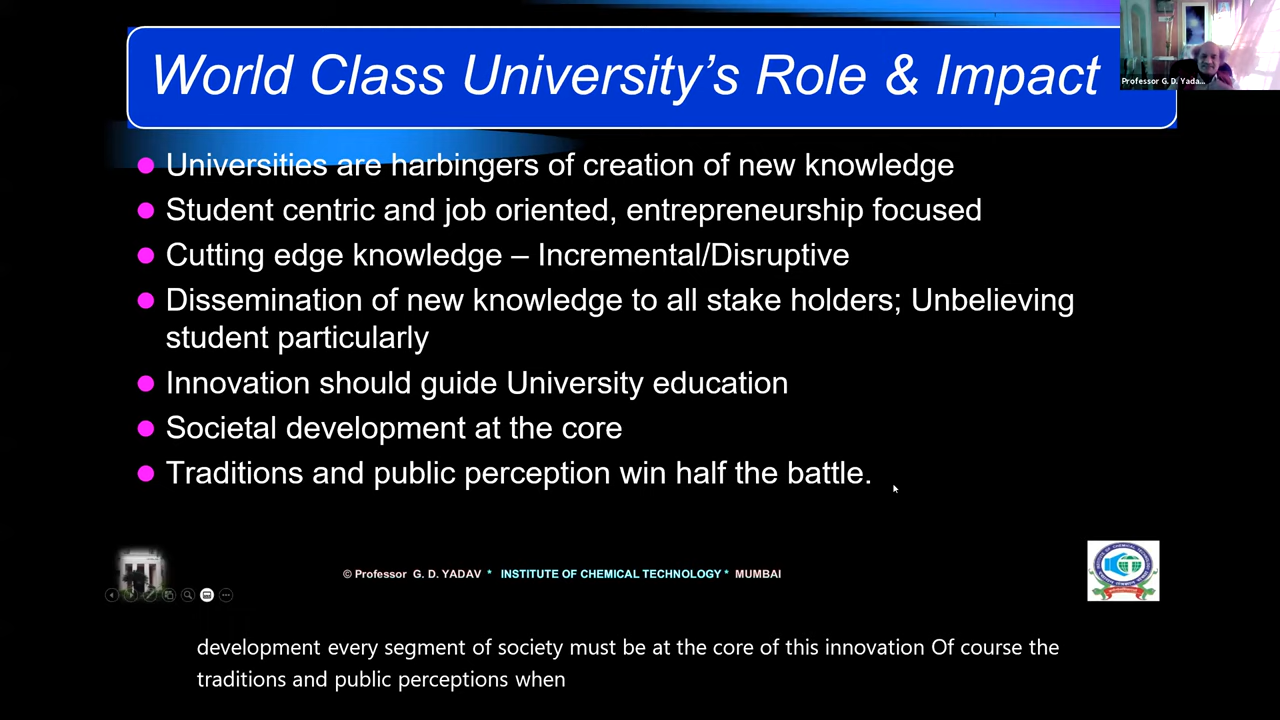 World Class University's Role & Impact
Professor G. D. Yada...
Universities are harbingers of creation of new knowledge
Student centric and job oriented, entrepreneurship focused
Cutting edge knowledge – Incremental/Disruptive
Dissemination of new knowledge to all stake holders; Unbelieving
student particularly
Innovation should guide University education
Societal development at the core
Traditions and public perception win half the battle.
© Professor G. D. YADAV * INSTITUTE OF CHEMICAL TECHNOLOGY * MUMBAI
development every segment of society must be at the core of this innovation Of course the
traditions and public perceptions when